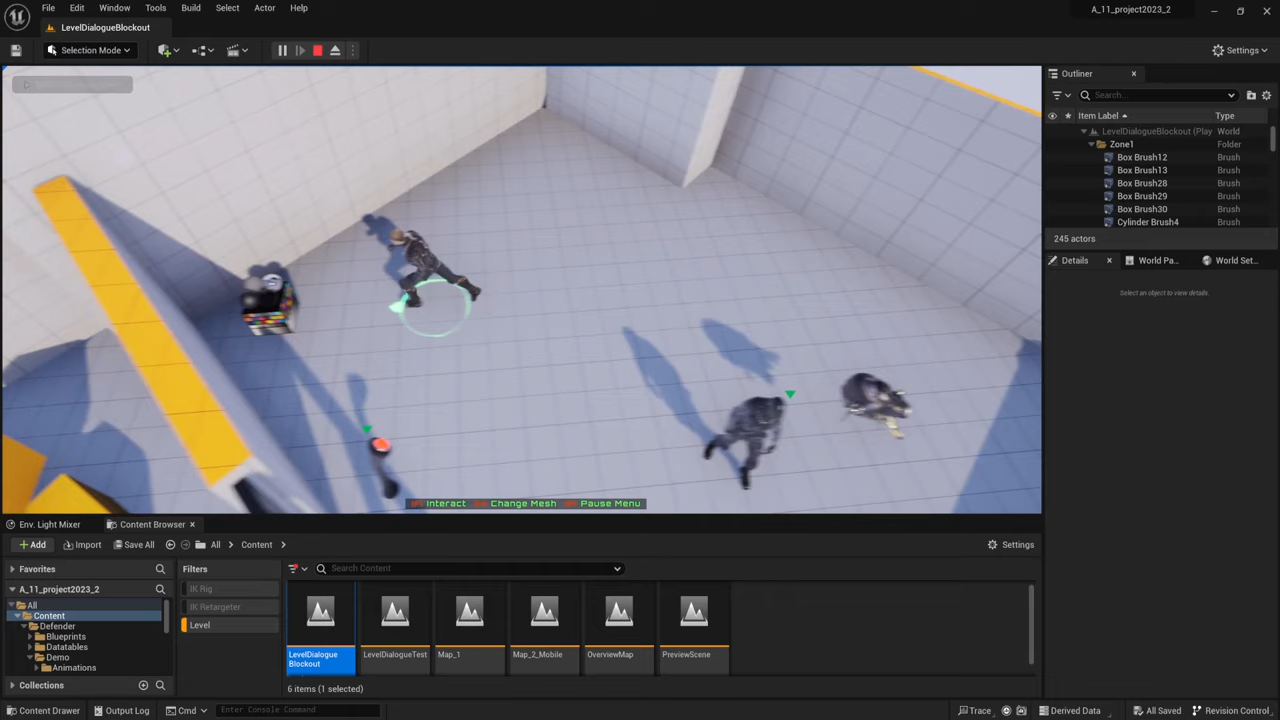 File Edit Window Tools Build Select Actor Help
A_11_project2023_2
LevelDialogueBlockout
Selection Mode
Settings
Outliner
Search...
Item Label
Type
LevelDialogueBlockout (Play
World
Zone1
Folder
Box Brush12
Brush
Box Brush13
Brush
Box Brush28
Brush
Box Brush29
Brush
Box Brush30
Brush
Cylinder Brush4
Brush
245 actors
Details
World Pa...
World Set...
Select an object to view details.
Interact
Change Mesh
Pause Menu
Env. Light Mixer
Content Browser
Add
Import
Save All
All
Content
Settings
Favorites
A_11_project2023_2
All
Content
Defender
Blueprints
Datatables
Demo
Animations
Collections
Filters
IK Rig
IK Retargeter
Level
Search Content
LevelDialogue
Blockout
LevelDialogueTest
Map_1
Map_2_Mobile
OverviewMap
PreviewScene
6 items (1 selected)
Content Drawer
Output Log
Cmd
Enter Console Command
Trace
Derived Data
All Saved
Revision Control